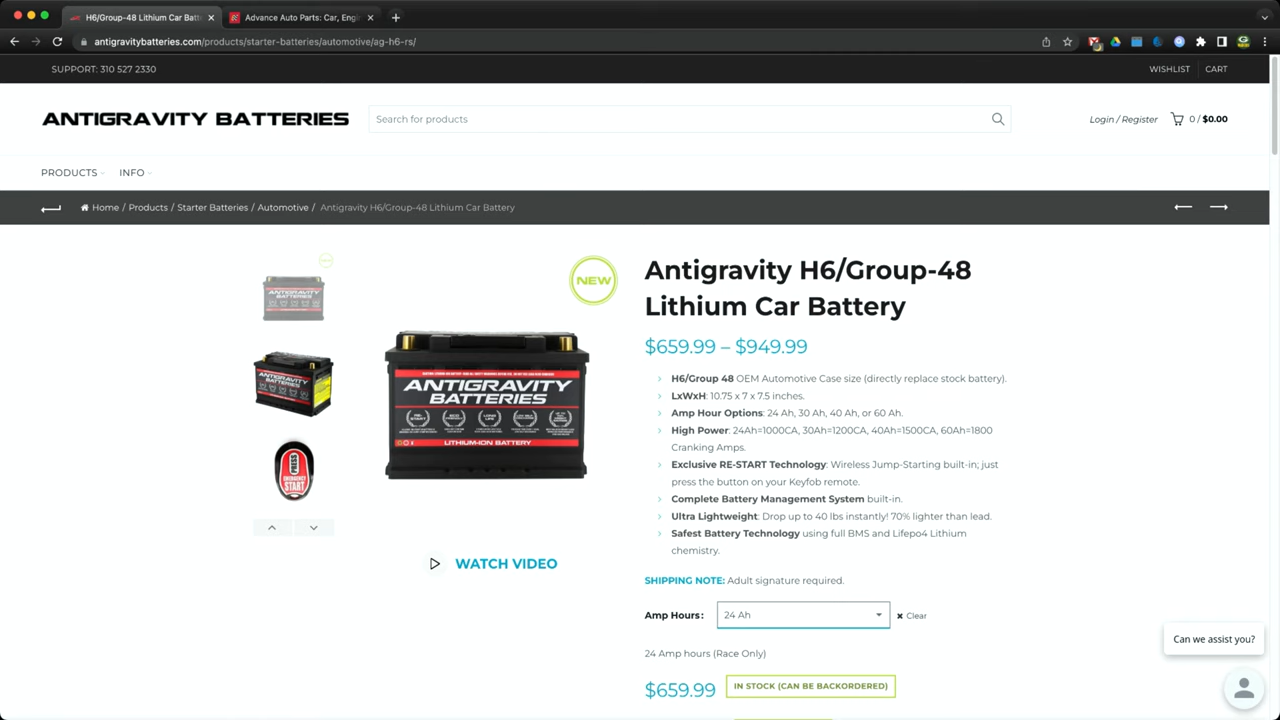 H6/Group-48 Lithium Car Batt
Advance Auto Parts: Car, Engi
antigravitybatteries.com/products/starter-batteries/automotive/ag-h6-rs/
SUPPORT: 310 527 2330
WISHLIST
CART
ANTIGRAVITY BATTERIES
Search for products
Login / Register
0 / $0.00
PRODUCTS
INFO
Home / Products / Starter Batteries / Automotive / Antigravity H6/Group-48 Lithium Car Battery
NEW
ANTIGRAVITY
BATTERIES
LITHIUM-ION BATTERY
PRESS
EMERGENCY
START
WATCH VIDEO
Antigravity H6/Group-48
Lithium Car Battery
$659.99 – $949.99
H6/Group 48 OEM Automotive Case size (directly replace stock battery).
LxWxH: 10.75 x 7 x 7.5 inches.
Amp Hour Options: 24 Ah, 30 Ah, 40 Ah, or 60 Ah.
High Power: 24Ah=1000CA, 30Ah=1200CA, 40Ah=1500CA, 60Ah=1800
Cranking Amps.
Exclusive RE-START Technology: Wireless Jump-Starting built-in; just
press the button on your Keyfob remote.
Complete Battery Management System built-in.
Ultra Lightweight: Drop up to 40 lbs instantly! 70% lighter than lead.
Safest Battery Technology using full BMS and Lifepo4 Lithium
chemistry.
SHIPPING NOTE: Adult signature required.
Amp Hours: 24 Ah Clear
24 Amp hours (Race Only)
$659.99 IN STOCK (CAN BE BACKORDERED)
Can we assist you?